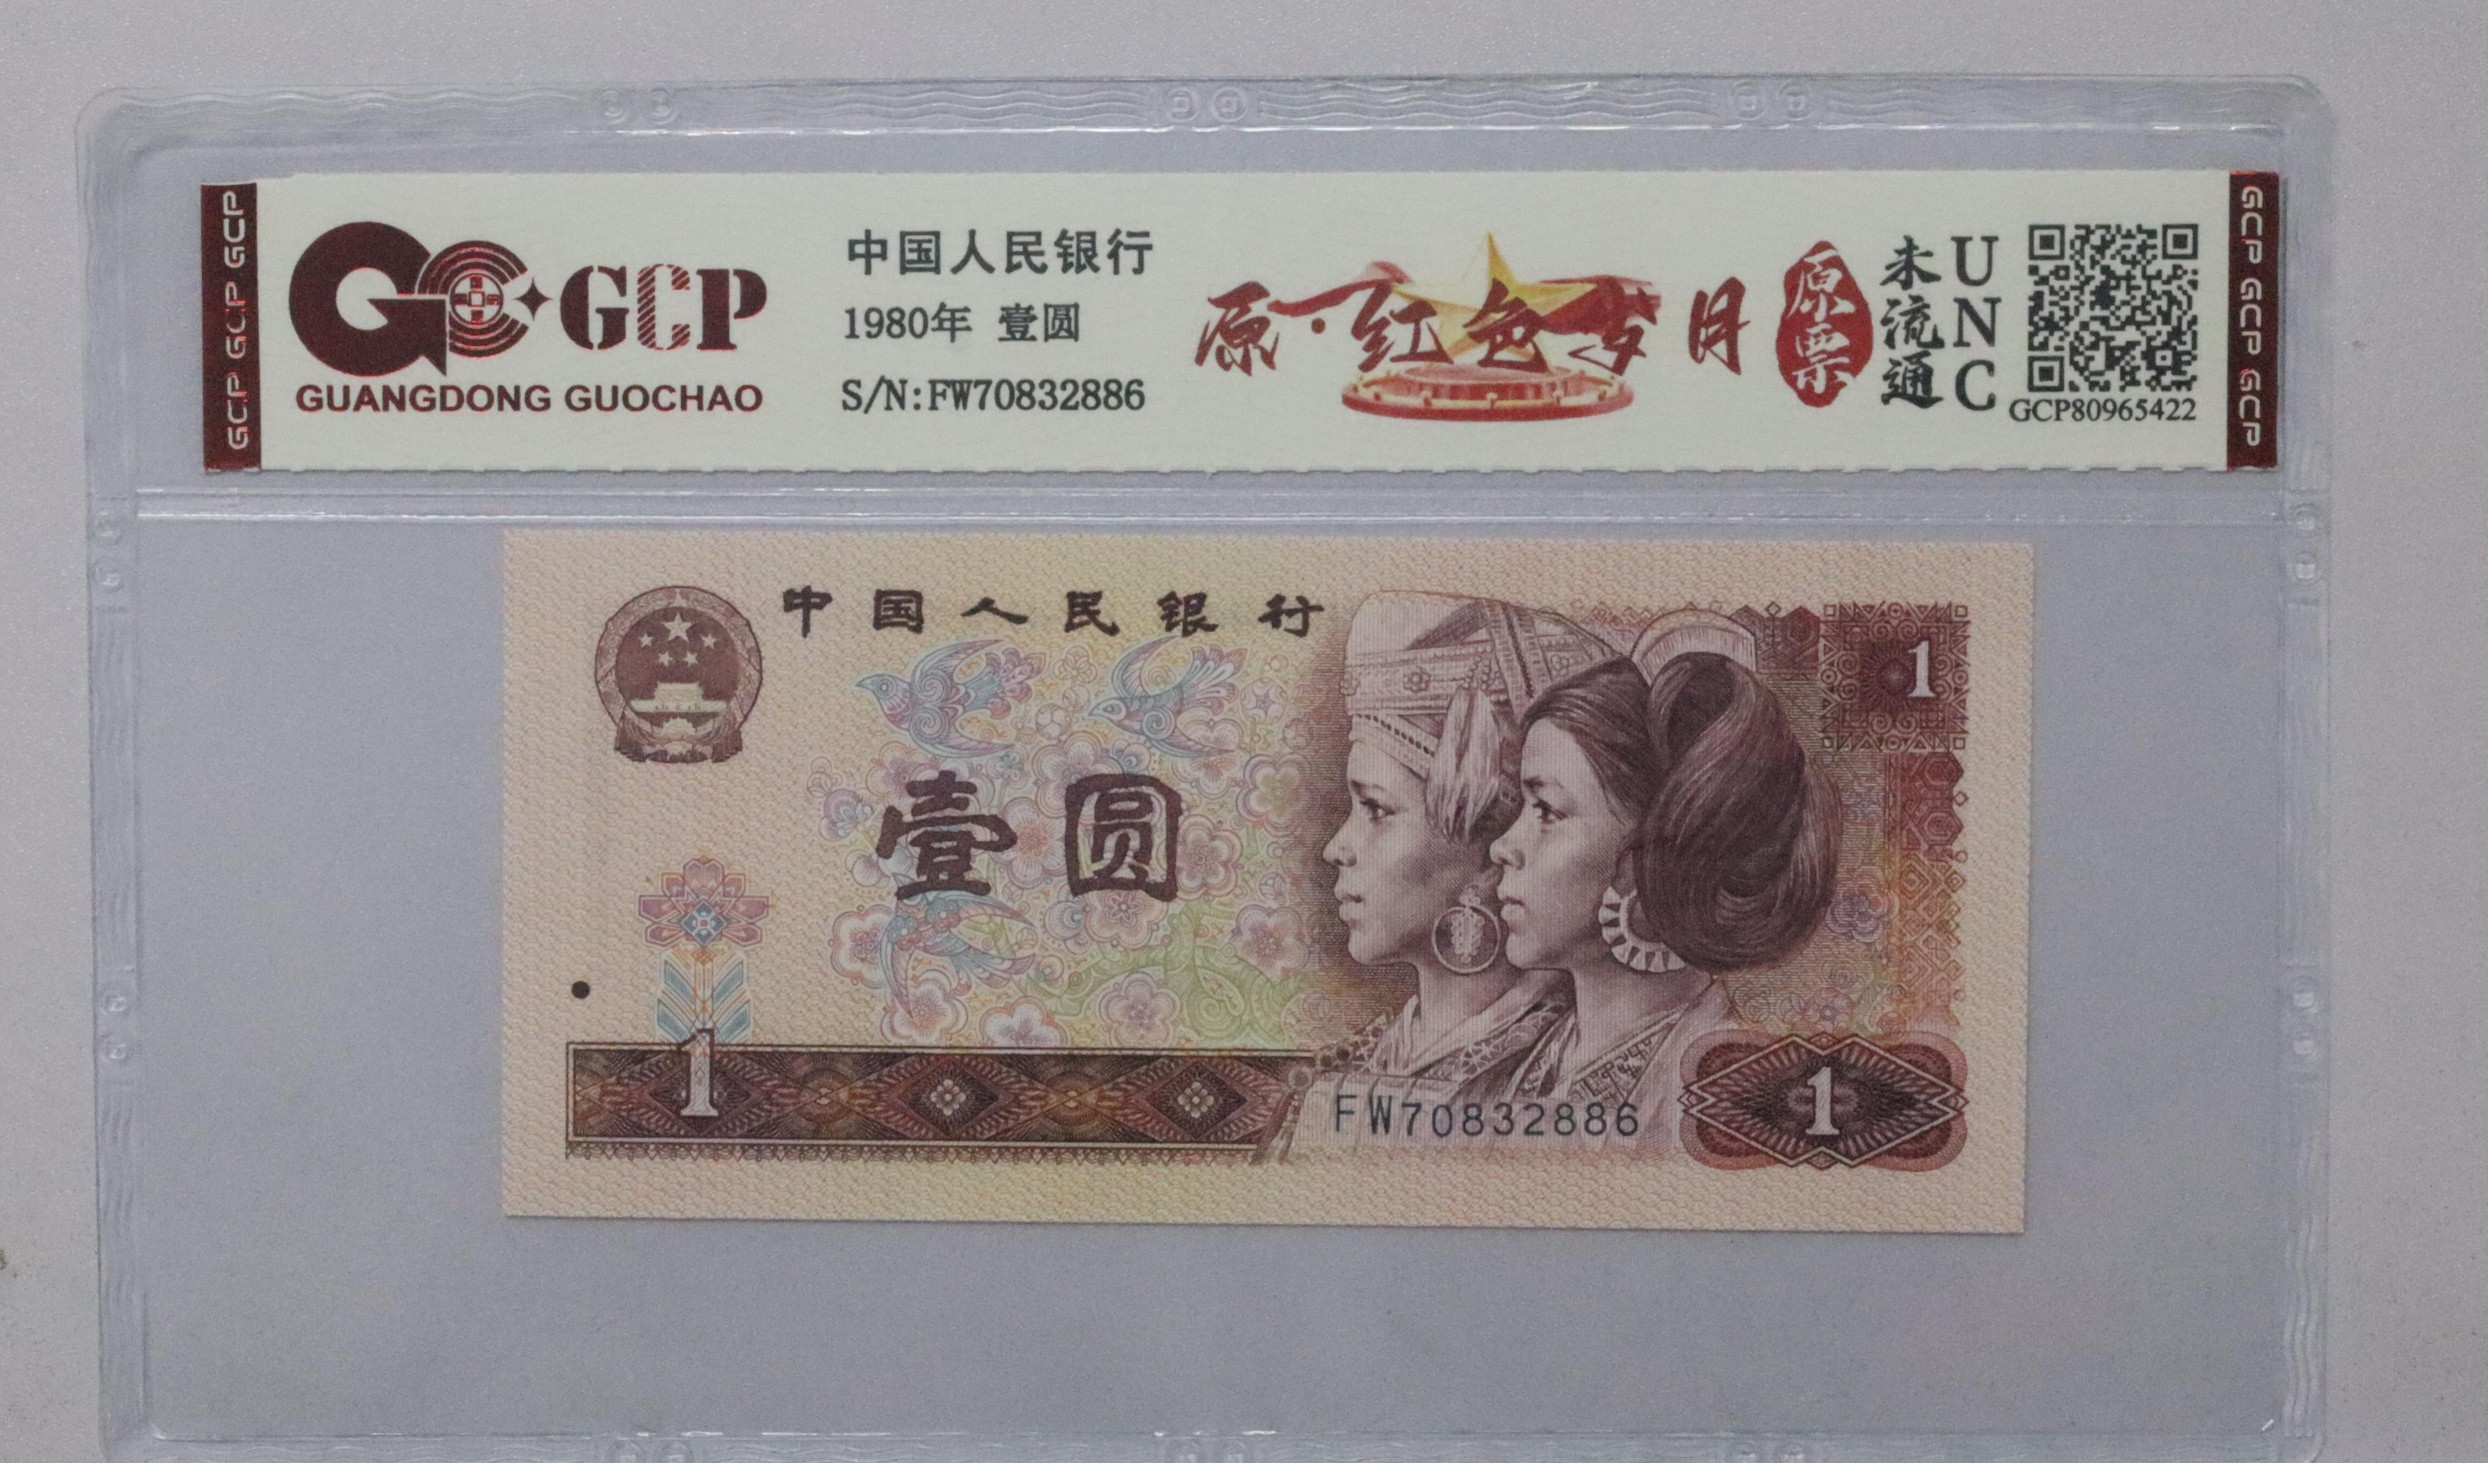 GCP GCP GCP
GCP
GUANGDONG GUOCHAO
中国人民银行
1980年 壹圆
S/N:FW70832886
原·红色岁月
原票
未流通
UNC
GCP80965422
GCP GCP GCP
中国人民银行
1
壹圆
1
FW70832886
1